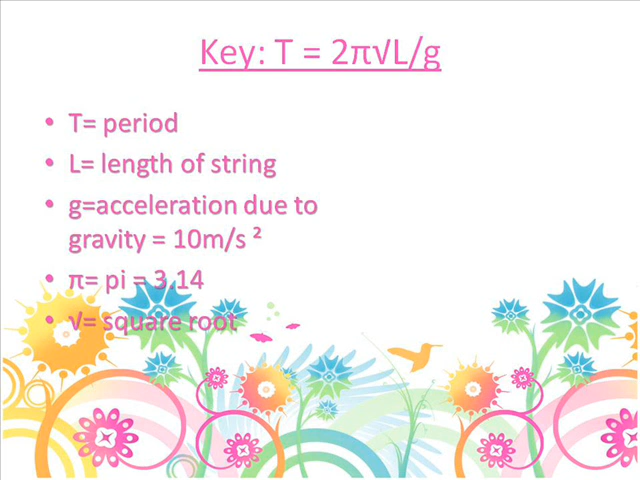 Key: T = 2π√L/g
• T= period
• L= length of string
• g=acceleration due to
gravity = 10m/s ²
• π= pi = 3.14
• √= square root